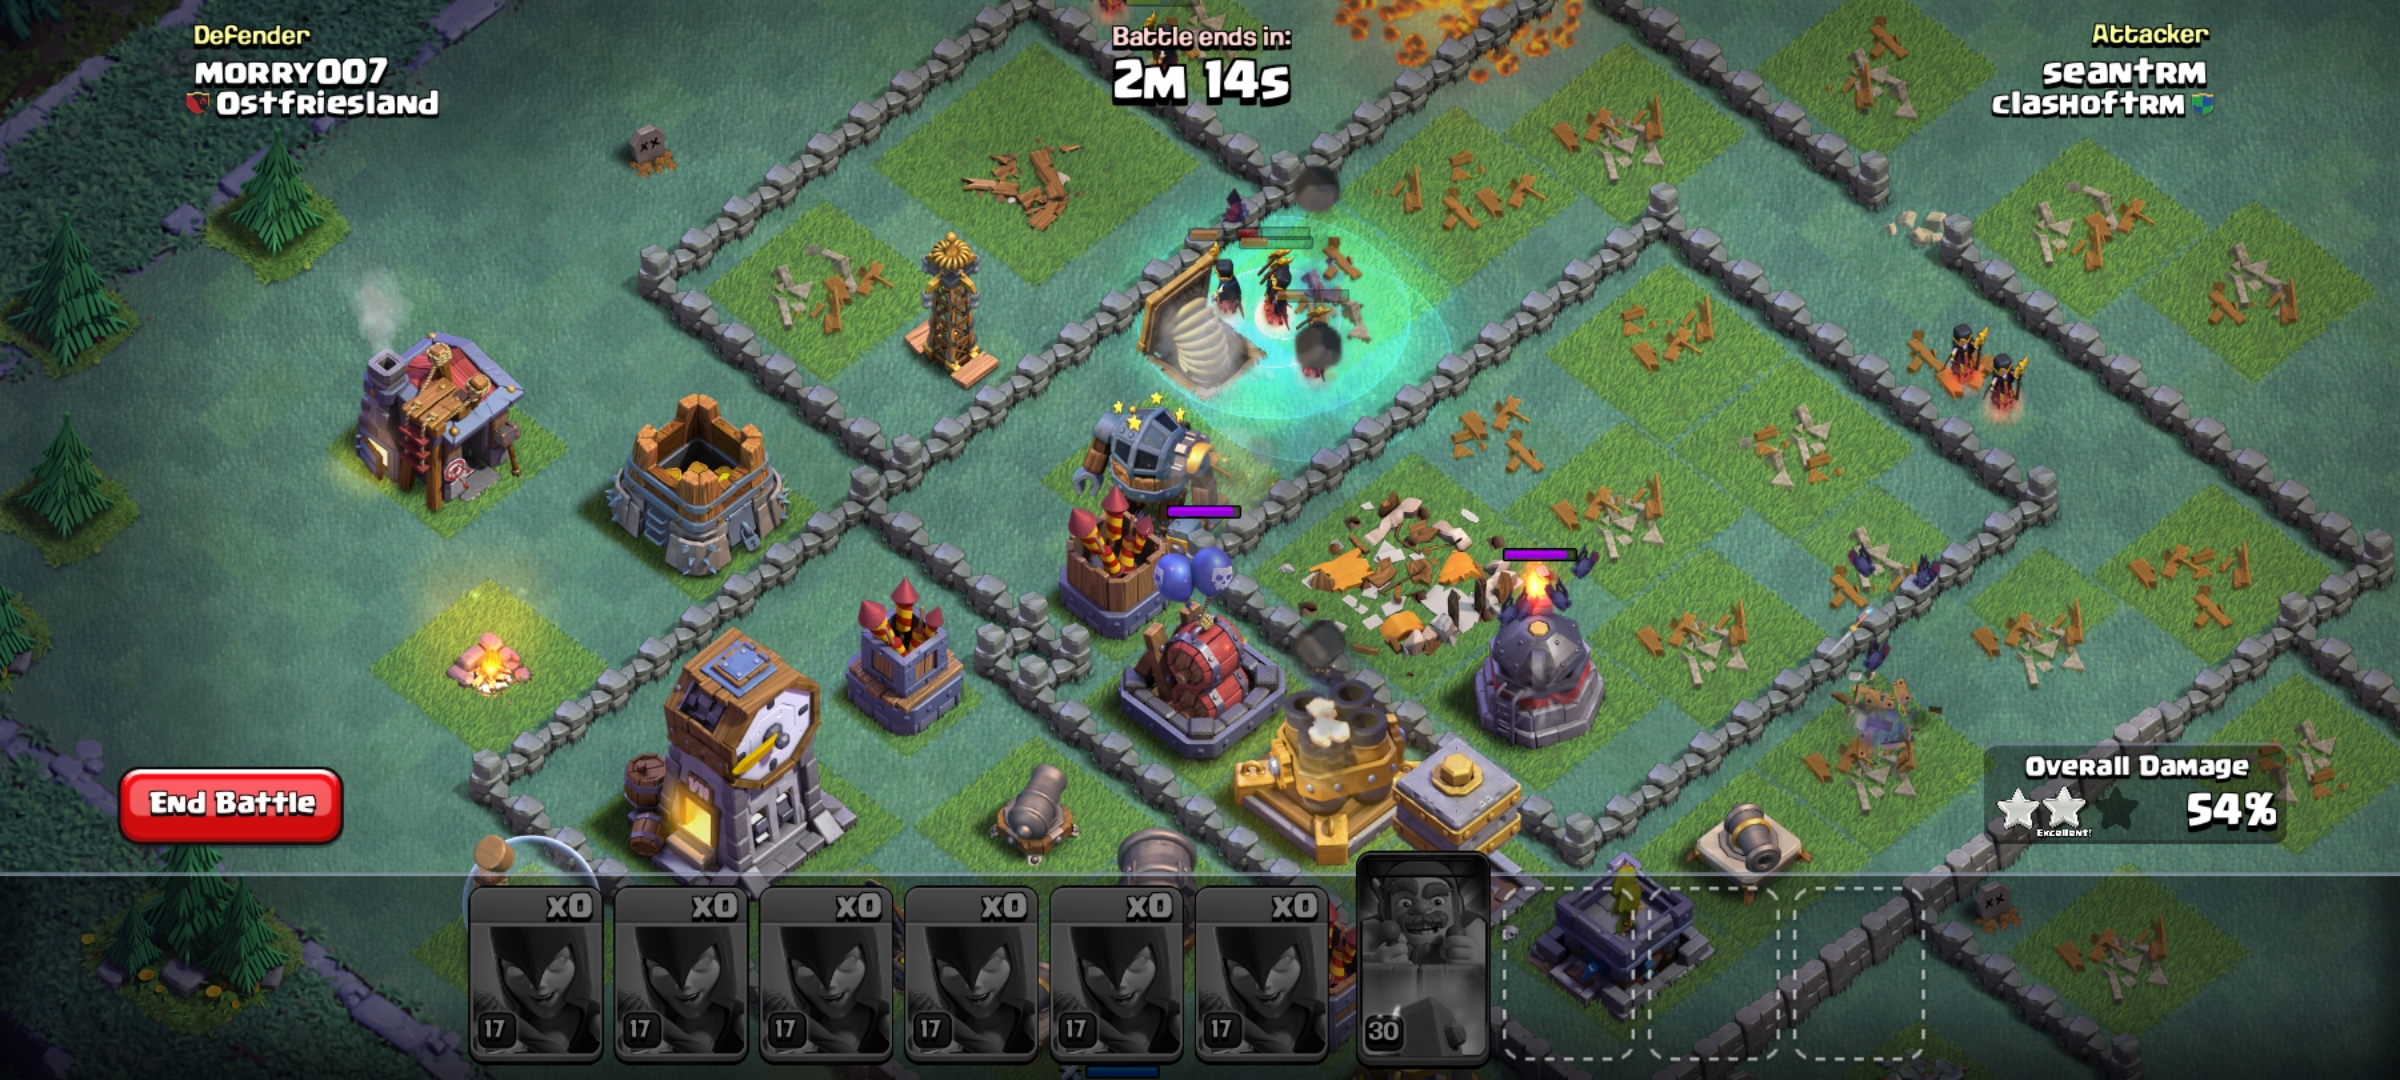 Defender
MORRY007
Ostfriesland
Battle ends in:
2M 14s
Attacker
seantRM
clashoftRM
End Battle
Overall Damage
Excellent!
54%
x0
x0
x0
x0
x0
x0
17
17
17
17
17
17
30